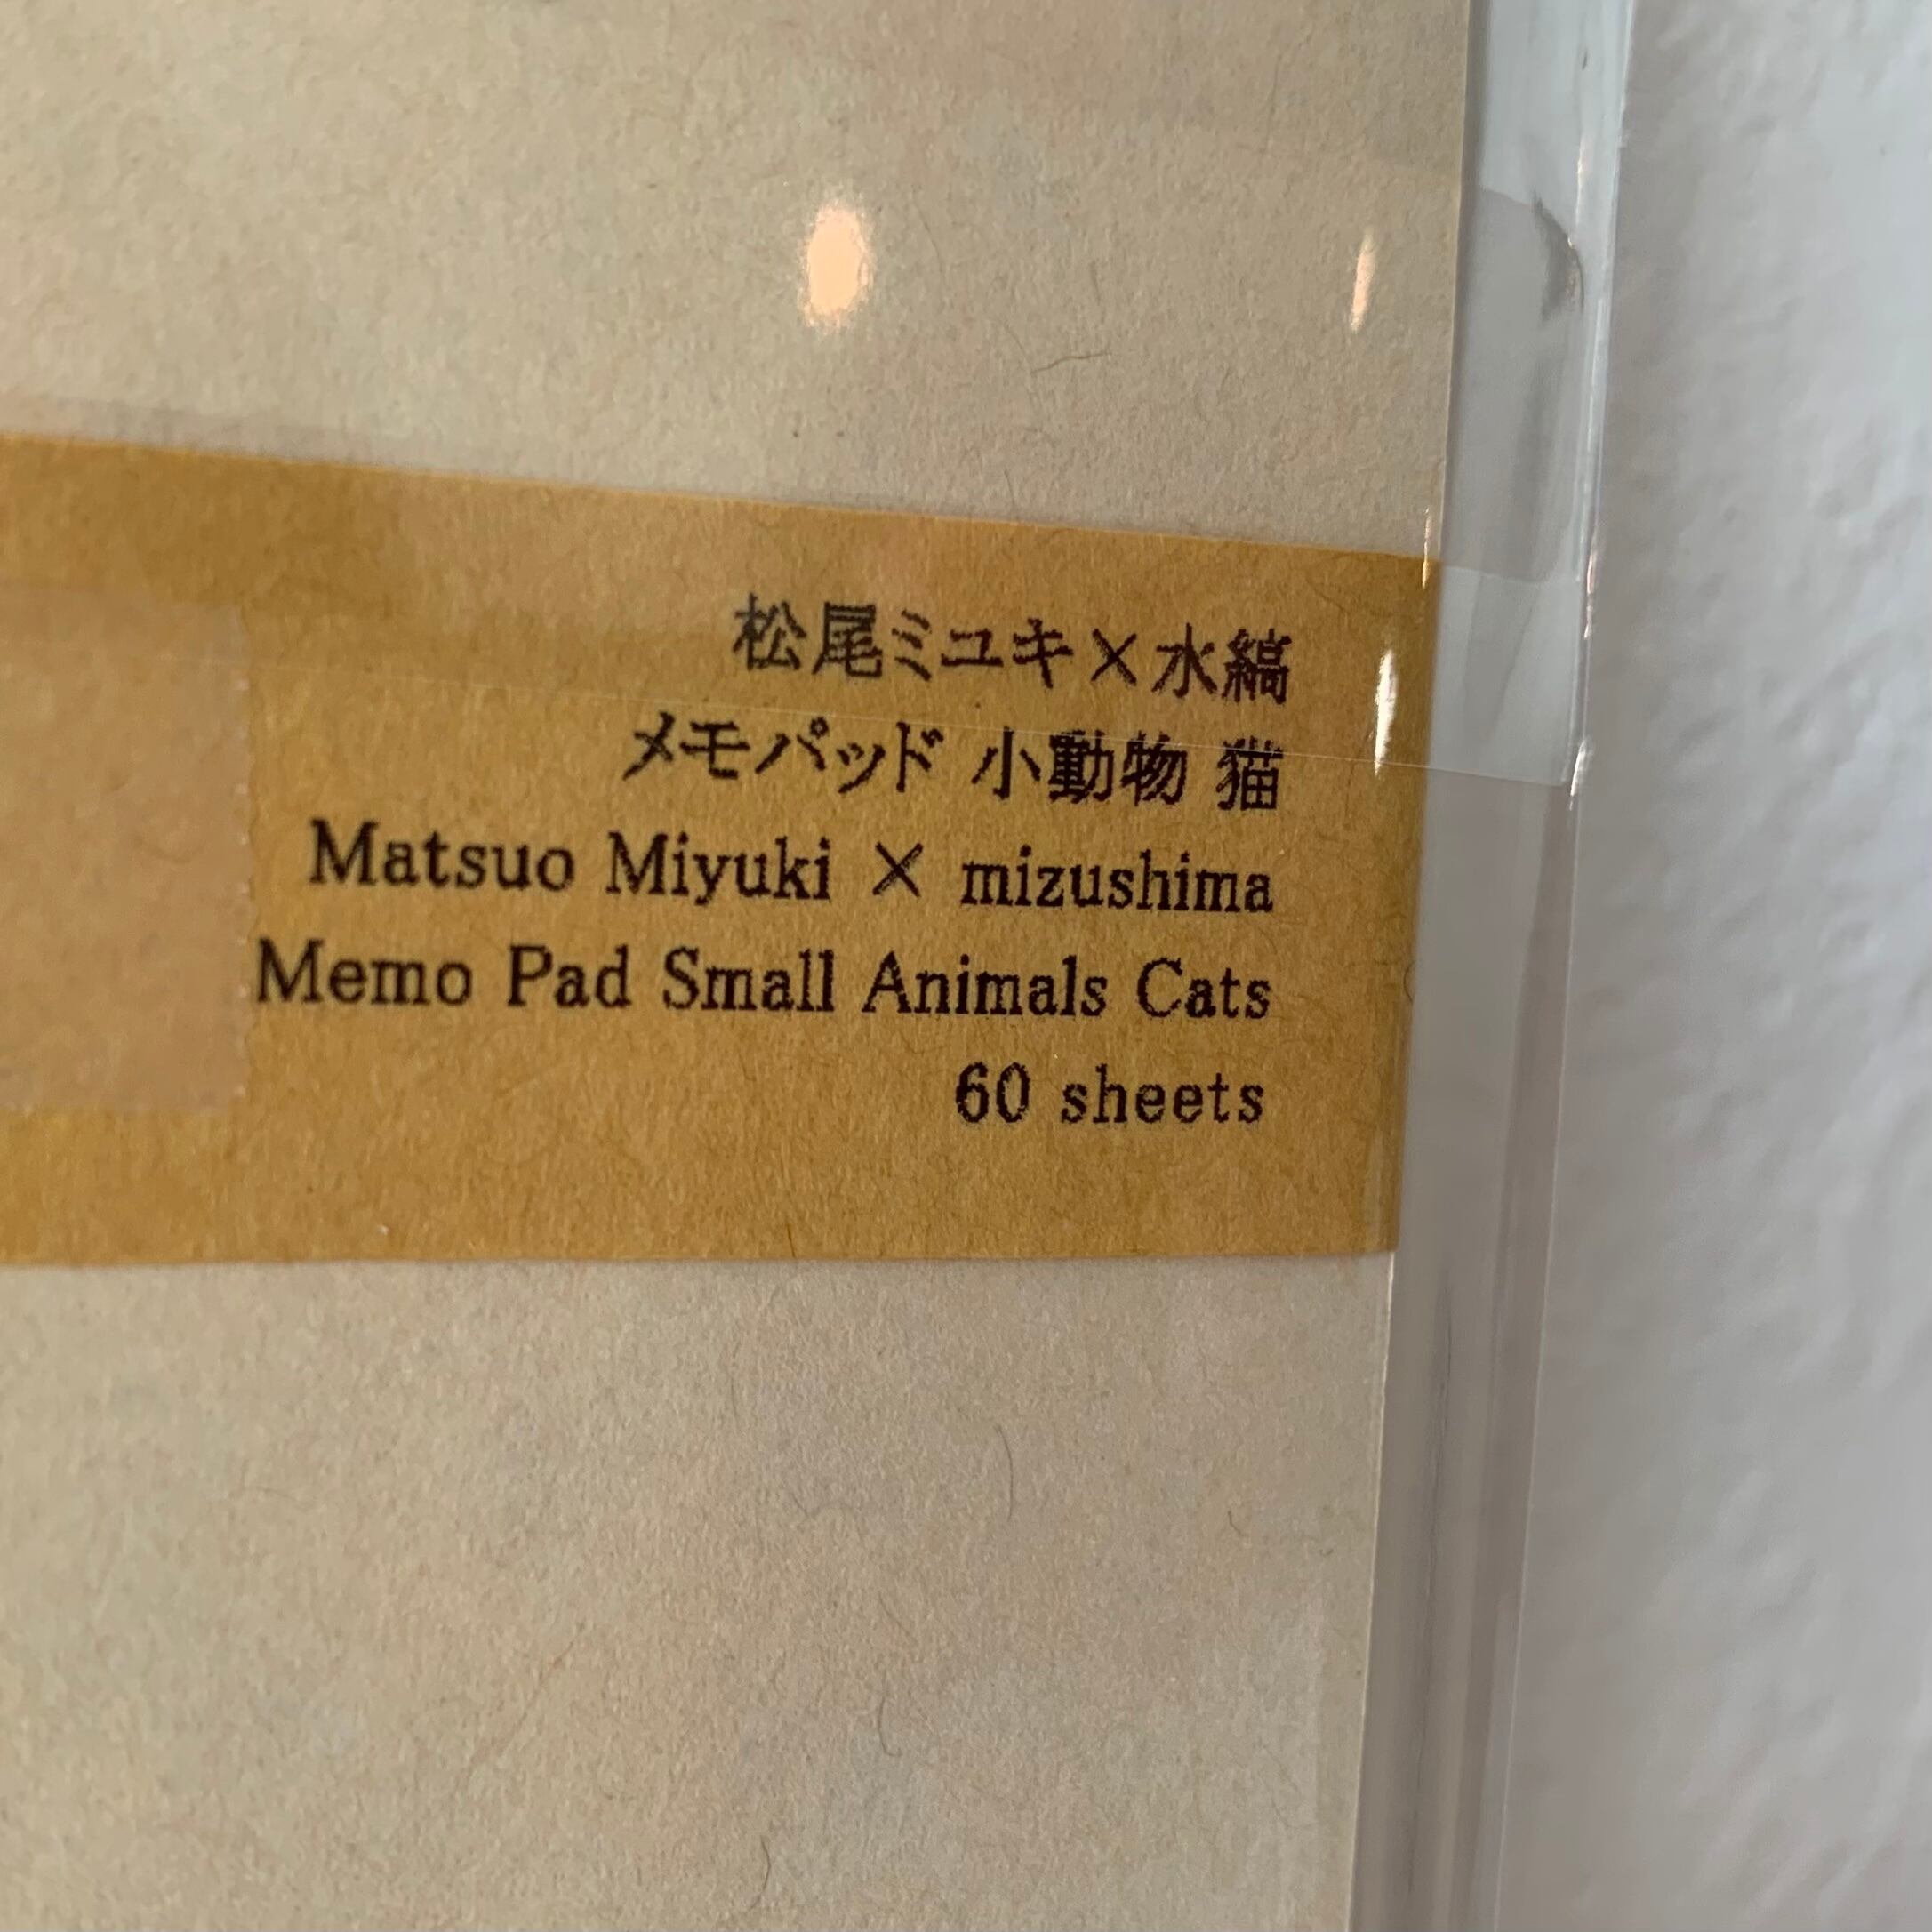 松尾ミユキ×水縞
メモパッド 小動物 猫
Matsuo Miyuki × mizushima
Memo Pad Small Animals Cats
60 sheets